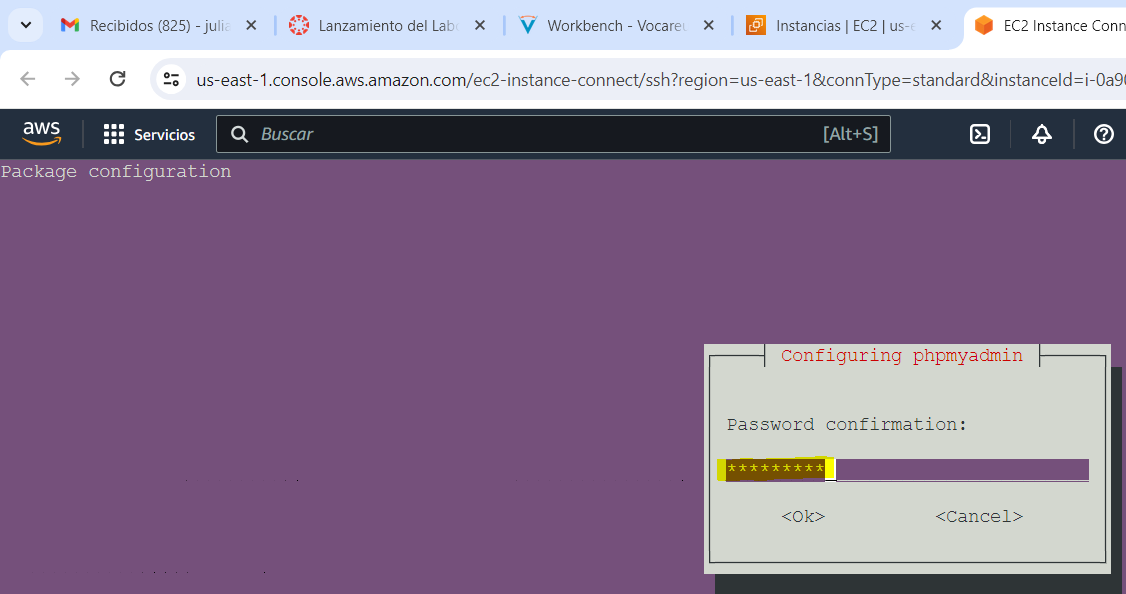 Recibidos (825) - julia
Lanzamiento del Lab
Workbench - Vocareu
Instancias | EC2 | us-e
EC2 Instance Conn
us-east-1.console.aws.amazon.com/ec2-instance-connect/ssh?region=us-east-1&connType=standard&instanceId=i-0a90
aws
Servicios
Buscar
[Alt+S]
Package configuration
Configuring phpmyadmin
Password confirmation:
*********
<Ok>
<Cancel>